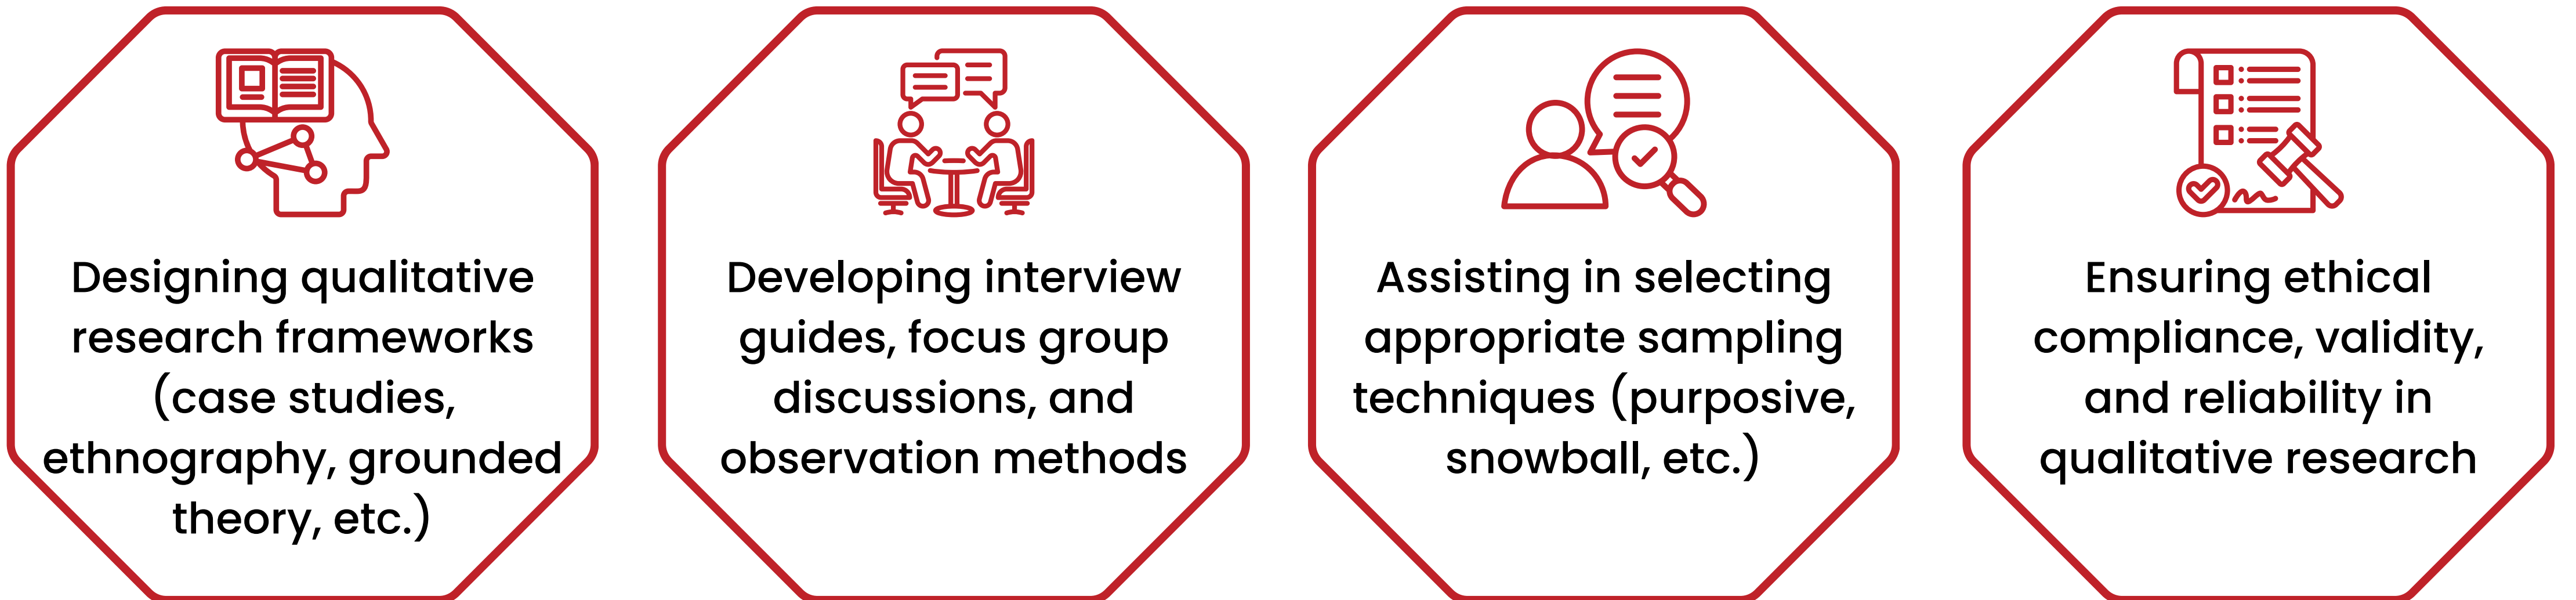 Designing qualitative
research frameworks
(case studies,
ethnography, grounded
theory, etc.)
Developing interview
guides, focus group
discussions, and
observation methods
Assisting in selecting
appropriate sampling
techniques (purposive,
snowball, etc.)
Ensuring ethical
compliance, validity,
and reliability in
qualitative research